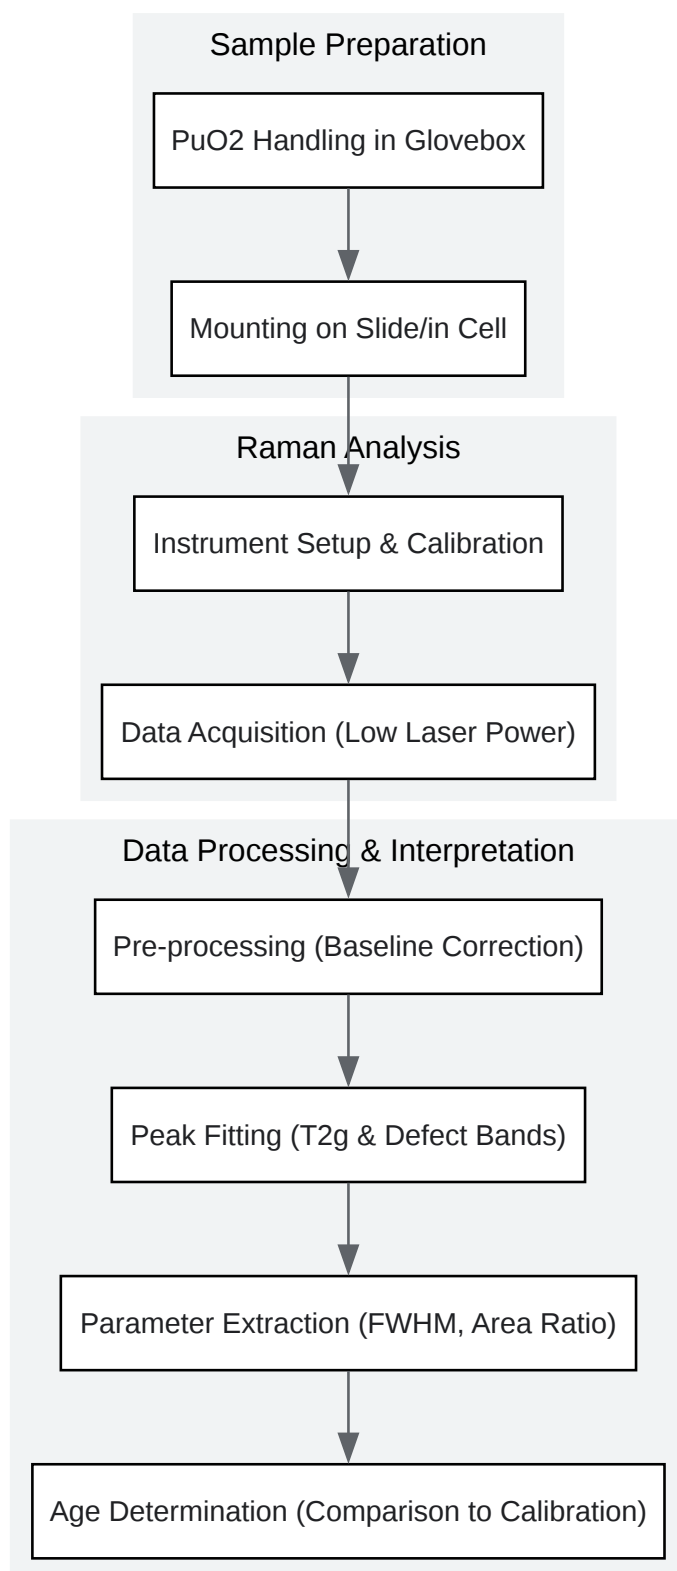 Sample Preparation
PuO2 Handling in Glovebox
Mounting on Slide/in Cell
Raman Analysis
Instrument Setup & Calibration
Data Acquisition (Low Laser Power)
Data Processing & Interpretation
Pre-processing (Baseline Correction)
Peak Fitting (T2g & Defect Bands)
Parameter Extraction (FWHM, Area Ratio)
Age Determination (Comparison to Calibration)